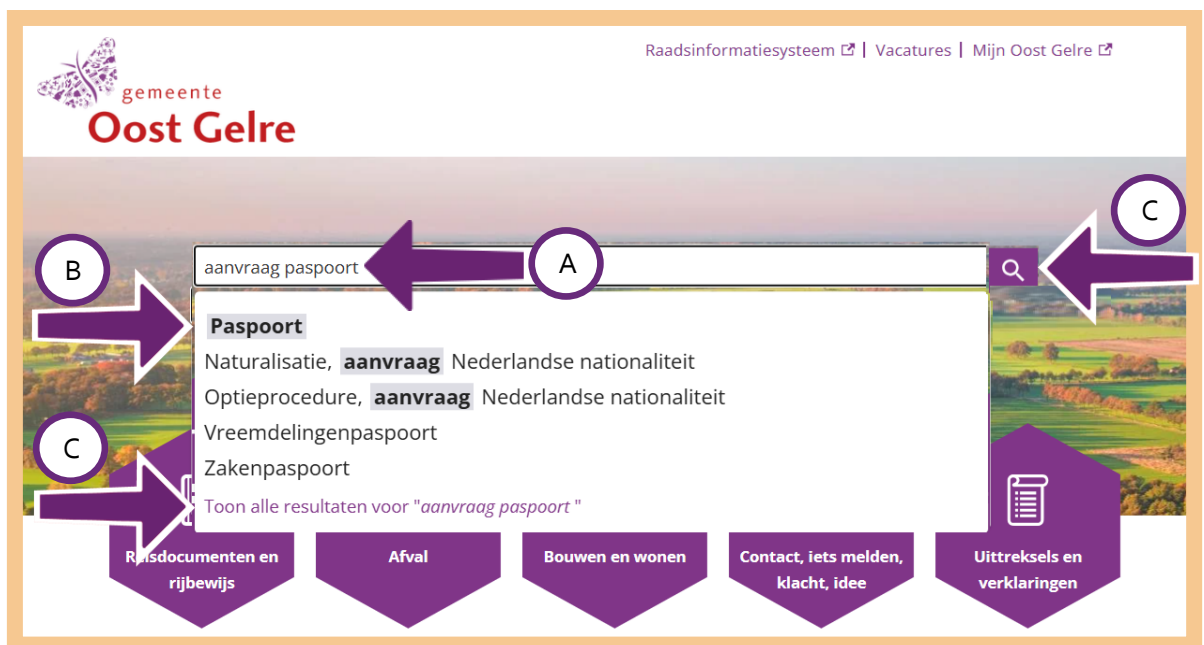 gemeente
Oost Gelre
Raadsinformatiesysteem | Vacatures | Mijn Oost Gelre
C
B
aanvraag paspoort
A
Paspoort
Naturalisatie, aanvraag Nederlandse nationaliteit
Optieprocedure, aanvraag Nederlandse nationaliteit
Vreemdelingenpaspoort
C
Zakenpaspoort
Toon alle resultaten voor "aanvraag paspoort "
Reisdocumenten en
rijbewijs
Afval
Bouwen en wonen
Contact, iets melden,
klacht, idee
Uittreksels en
verklaringen